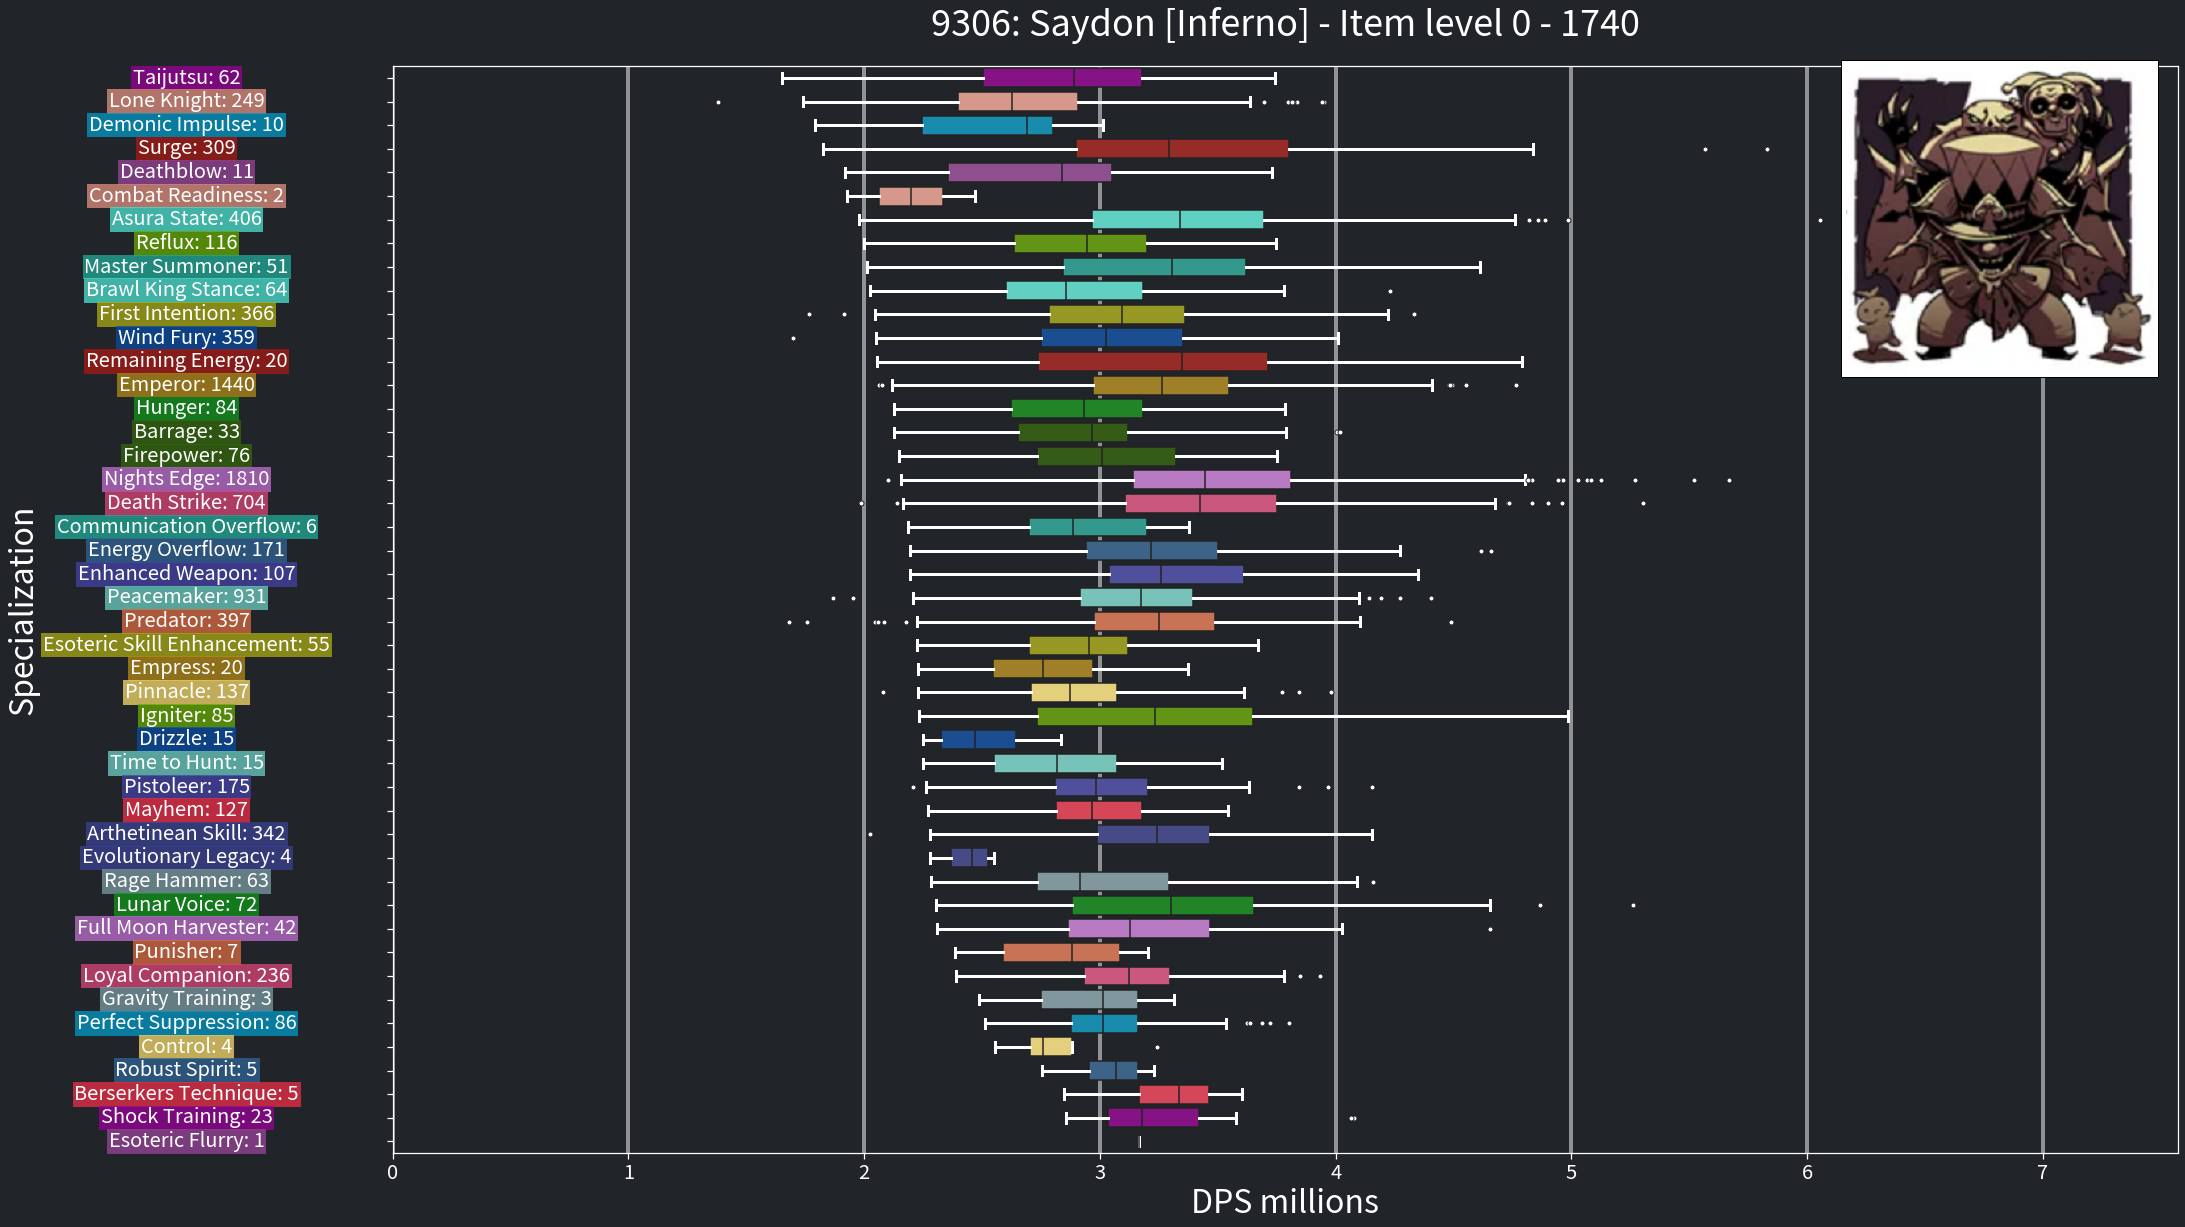 9306: Saydon [Inferno] - Item level 0 - 1740
Taijutsu: 62
Lone Knight: 249
Demonic Impulse: 10
Surge: 309
Deathblow: 11
Combat Readiness: 2
Asura State: 406
Reflux: 116
Master Summoner: 51
Brawl King Stance: 64
First Intention: 366
Wind Fury: 359
Remaining Energy: 20
Emperor: 1440
Hunger: 84
Barrage: 33
Firepower: 76
Nights Edge: 1810
Death Strike: 704
Communication Overflow: 6
Energy Overflow: 171
Enhanced Weapon: 107
Peacemaker: 931
Predator: 397
Esoteric Skill Enhancement: 55
Empress: 20
Pinnacle: 137
Igniter: 85
Drizzle: 15
Time to Hunt: 15
Pistoleer: 175
Mayhem: 127
Arthetinean Skill: 342
Evolutionary Legacy: 4
Rage Hammer: 63
Lunar Voice: 72
Full Moon Harvester: 42
Punisher: 7
Loyal Companion: 236
Gravity Training: 3
Perfect Suppression: 86
Control: 4
Robust Spirit: 5
Berserkers Technique: 5
Shock Training: 23
Esoteric Flurry: 1
Specialization
0 1 2 3 4 5 6 7
DPS millions